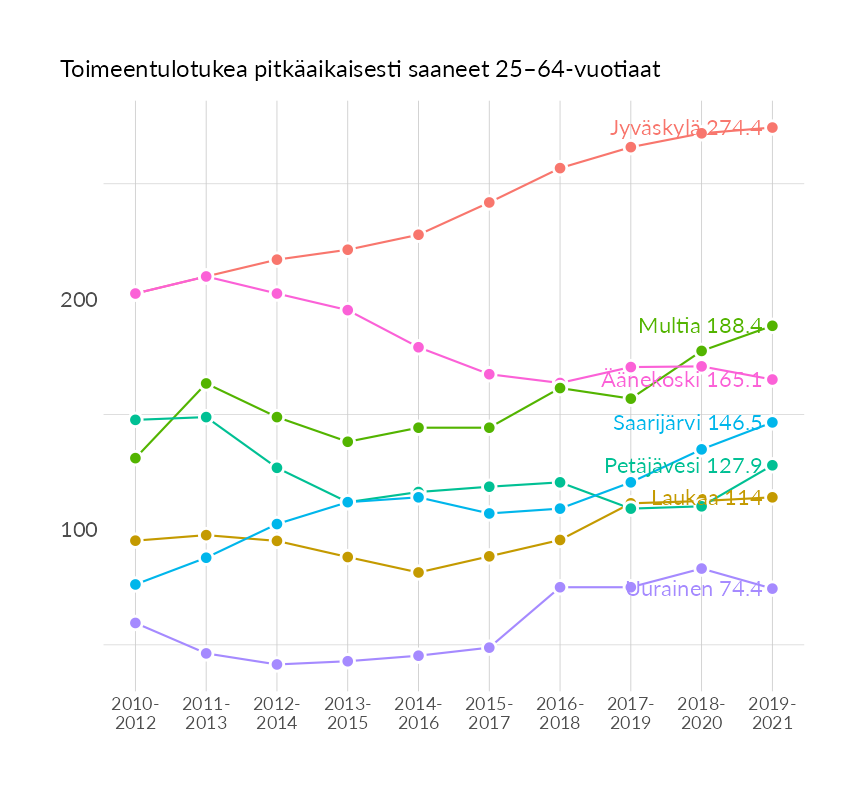 Toimeentulotukea pitkäaikaisesti saaneet 25–64-vuotiaat
Jyväskylä 274.4
200
Multia 188.4
Äänekoski 165.1
Saarijärvi 146.5
Petäjävesi 127.9
Laukaa 114
100
Uurainen 74.4
2010- 2011- 2012- 2013- 2014- 2015- 2016- 2017- 2018- 2019-
2012 2013 2014 2015 2016 2017 2018 2019 2020 2021